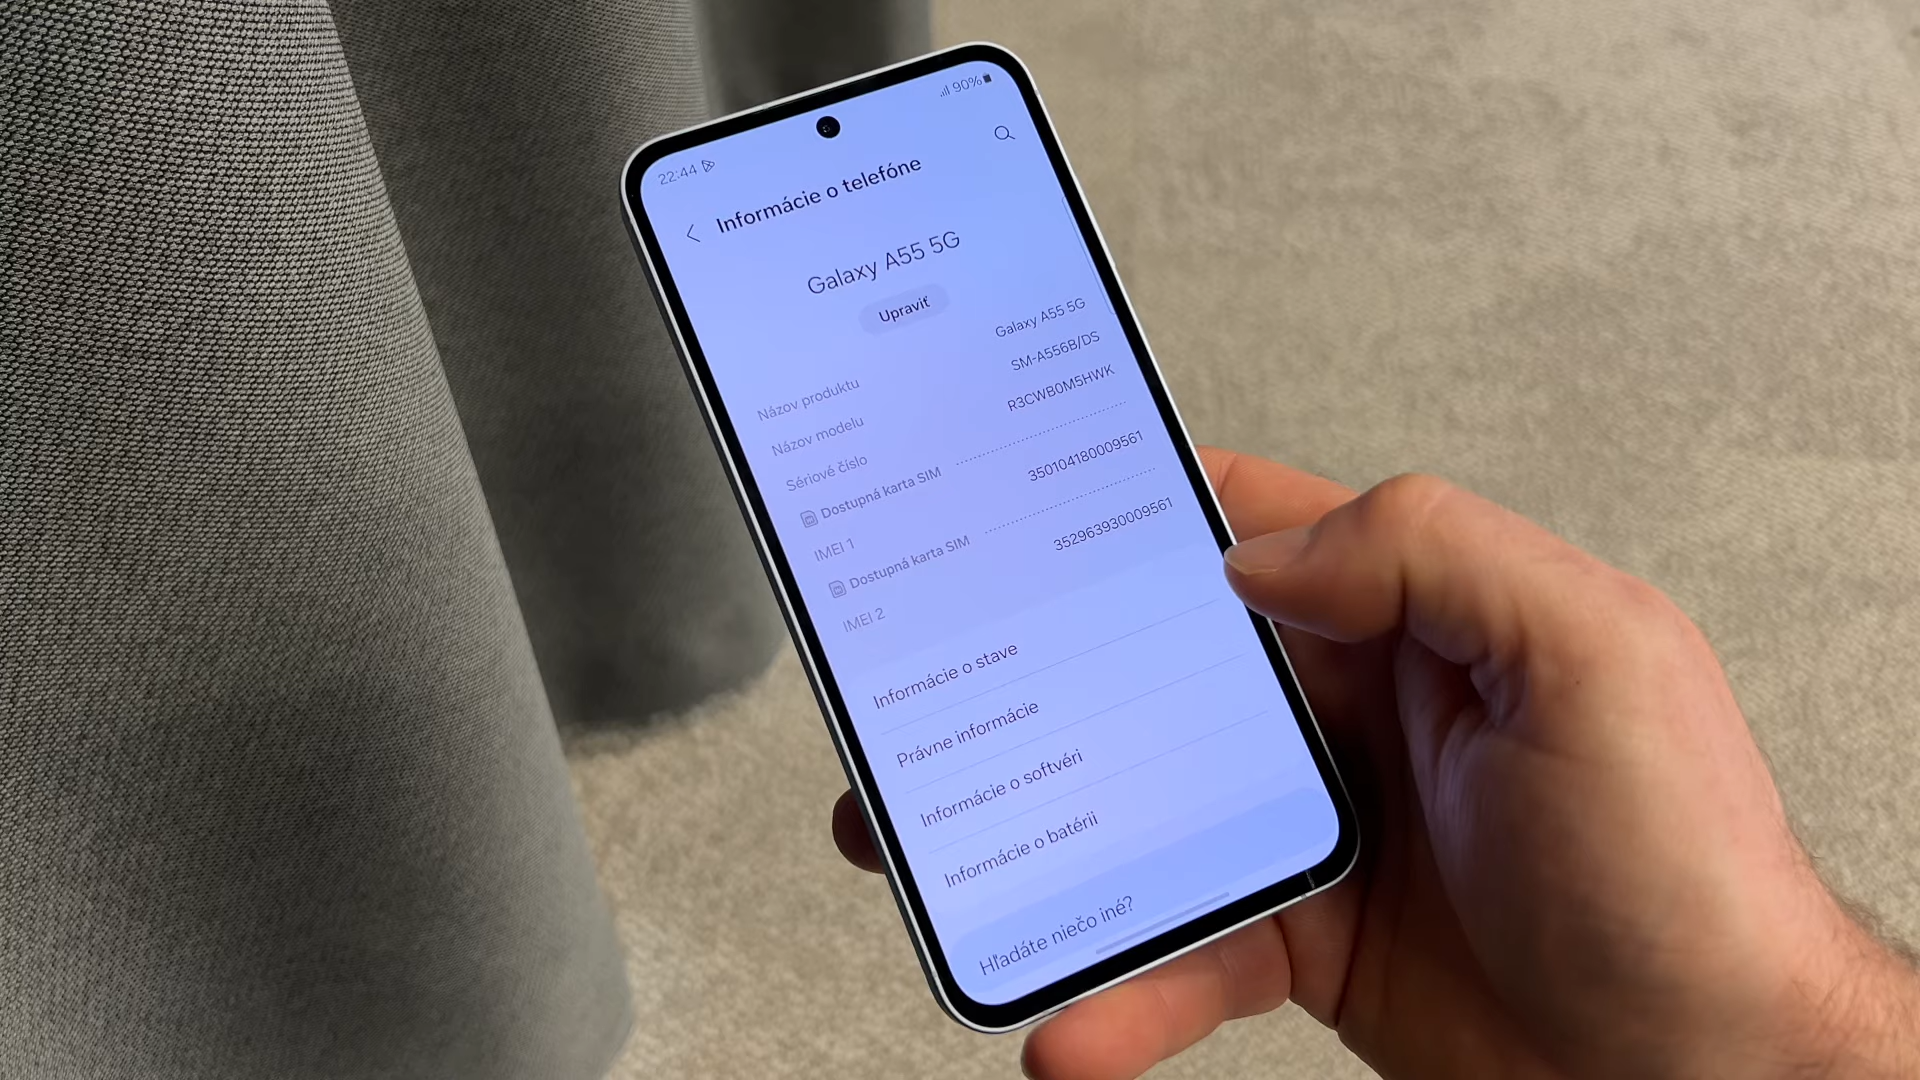 22:44
90%
Informácie o telefóne
Galaxy A55 5G
Upraviť
Názov produktu Galaxy A55 5G
Názov modelu SM-A556B/DS
Sériové číslo R3CWB0M5HWK
Dostupná karta SIM
IMEI 1 350104180009561
Dostupná karta SIM
IMEI 2 352963930009561
Informácie o stave
Právne informácie
Informácie o softvéri
Informácie o batérii
Hľadáte niečo iné?